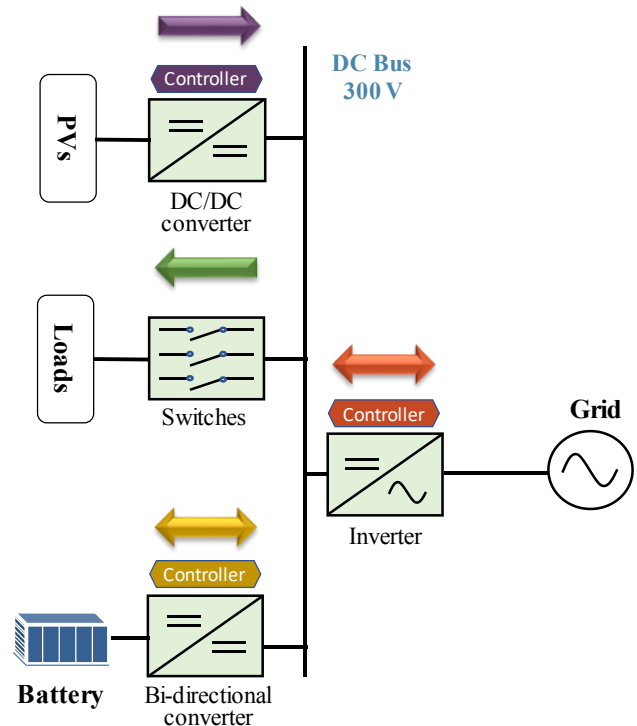 DC Bus
300 V
Controller
PVs
DC/DC
converter
Loads
Switches
Controller
Grid
Inverter
Controller
Battery
Bi-directional
converter